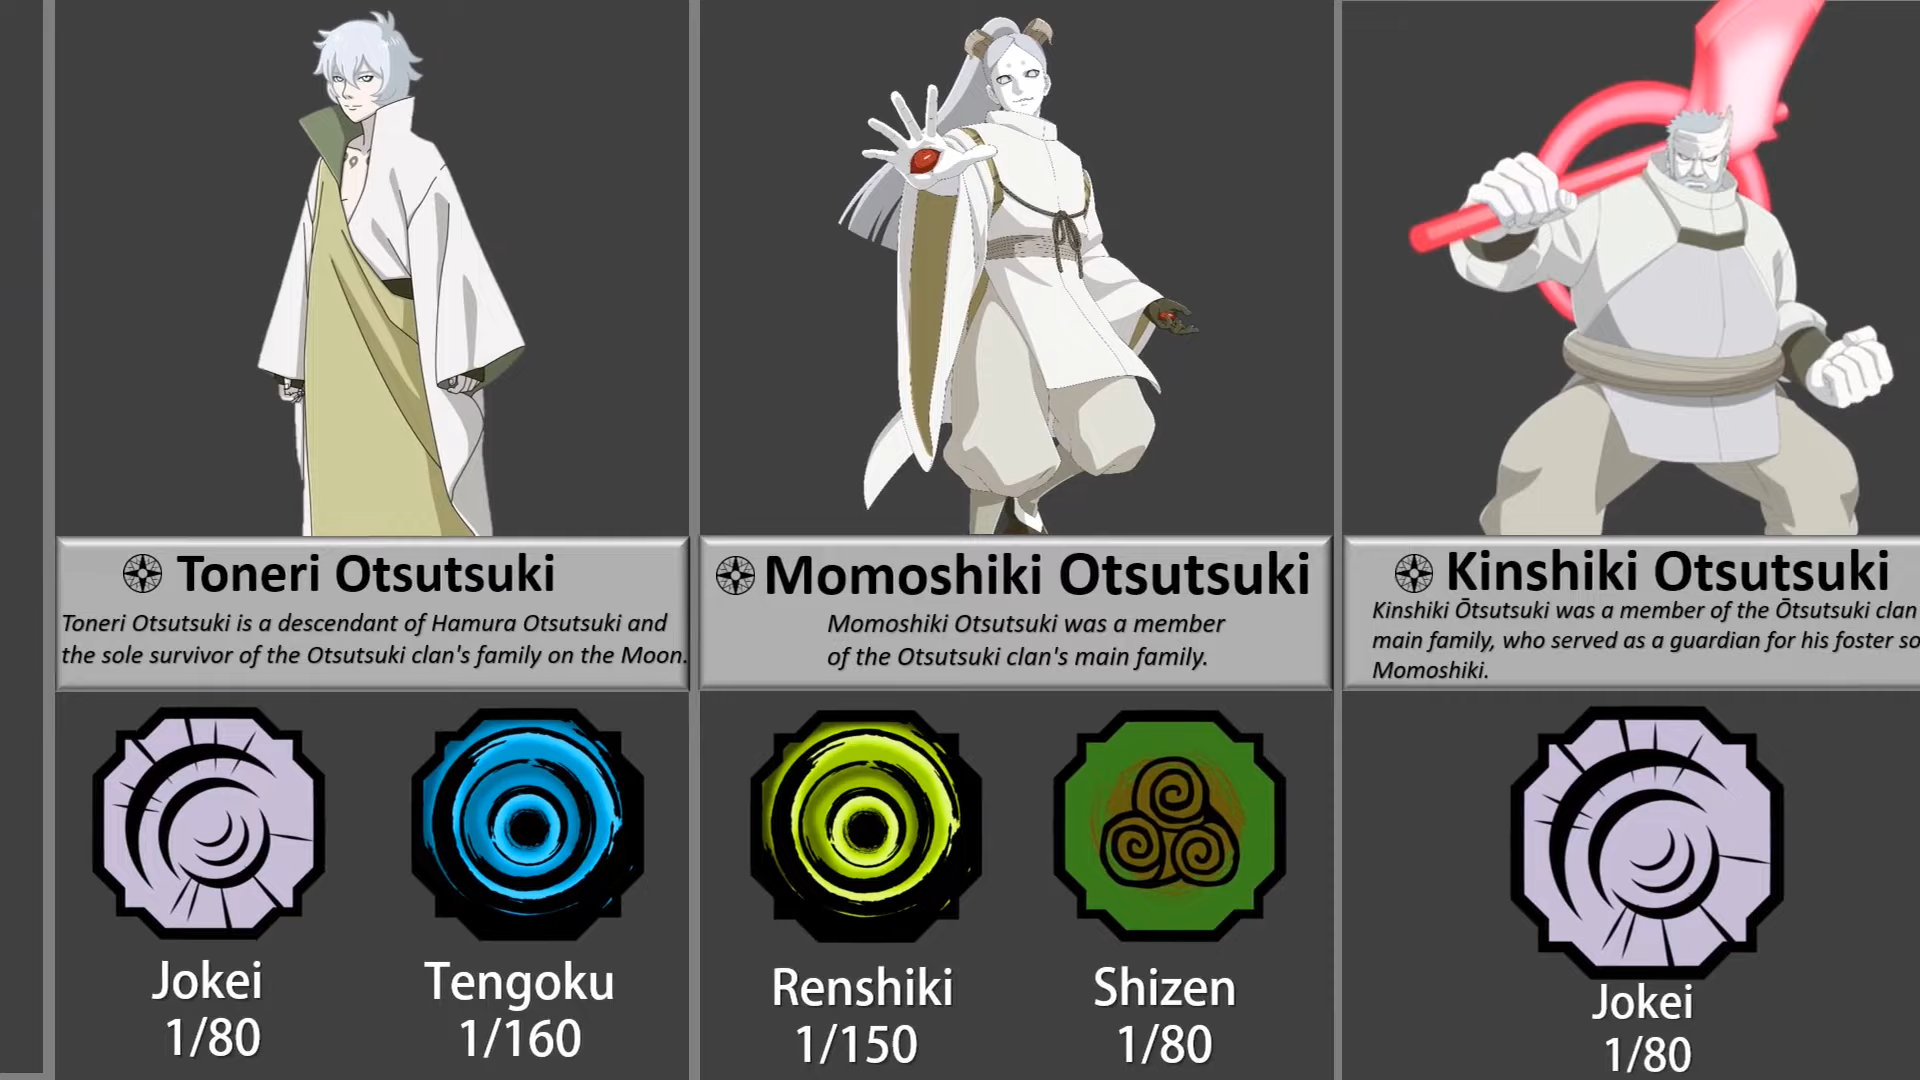 Toneri Otsutsuki
Toneri Otsutsuki is a descendant of Hamura Otsutsuki and
the sole survivor of the Otsutsuki clan's family on the Moon.
Jokei
1/80
Tengoku
1/160
Momoshiki Otsutsuki
Momoshiki Otsutsuki was a member
of the Otsutsuki clan's main family.
Renshiki
1/150
Shizen
1/80
Kinshiki Otsutsuki
Kinshiki Ōtsutsuki was a member of the Ōtsutsuki clan
main family, who served as a guardian for his foster so
Momoshiki.
Jokei
1/80